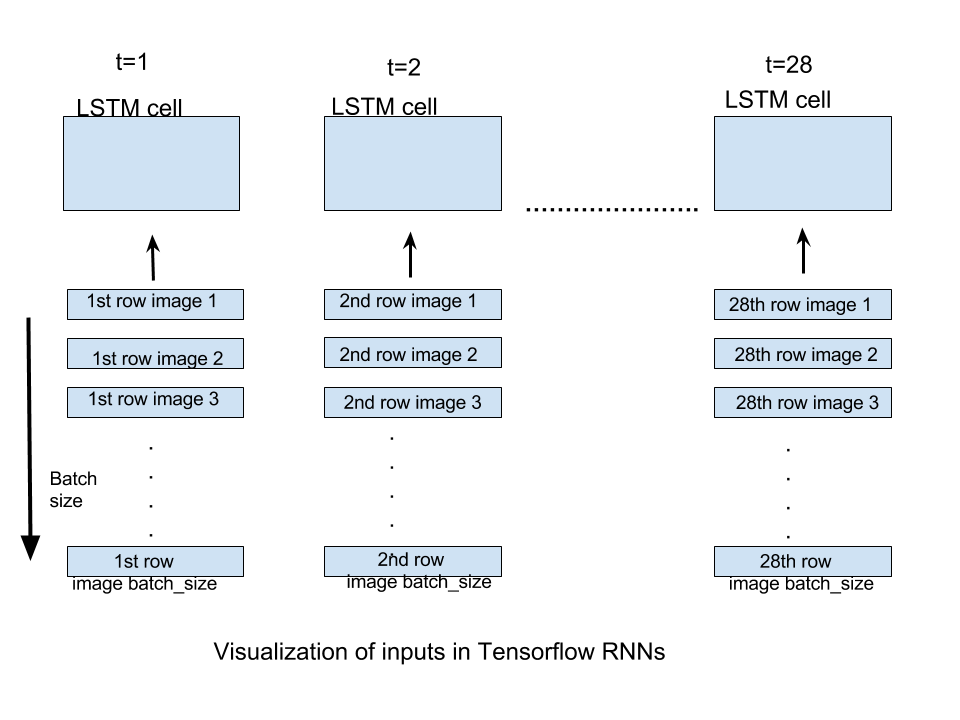 t=1
t=2
t=28
LSTM cell
LSTM cell
LSTM cell
1st row image 1
2nd row image 1
28th row image 1
1st row image 2
2nd row image 2
28th row image 2
1st row image 3
2nd row image 3
28th row image 3
Batch
size
1st row
image batch_size
2nd row
image batch_size
28th row
image batch_size
Visualization of inputs in Tensorflow RNNs